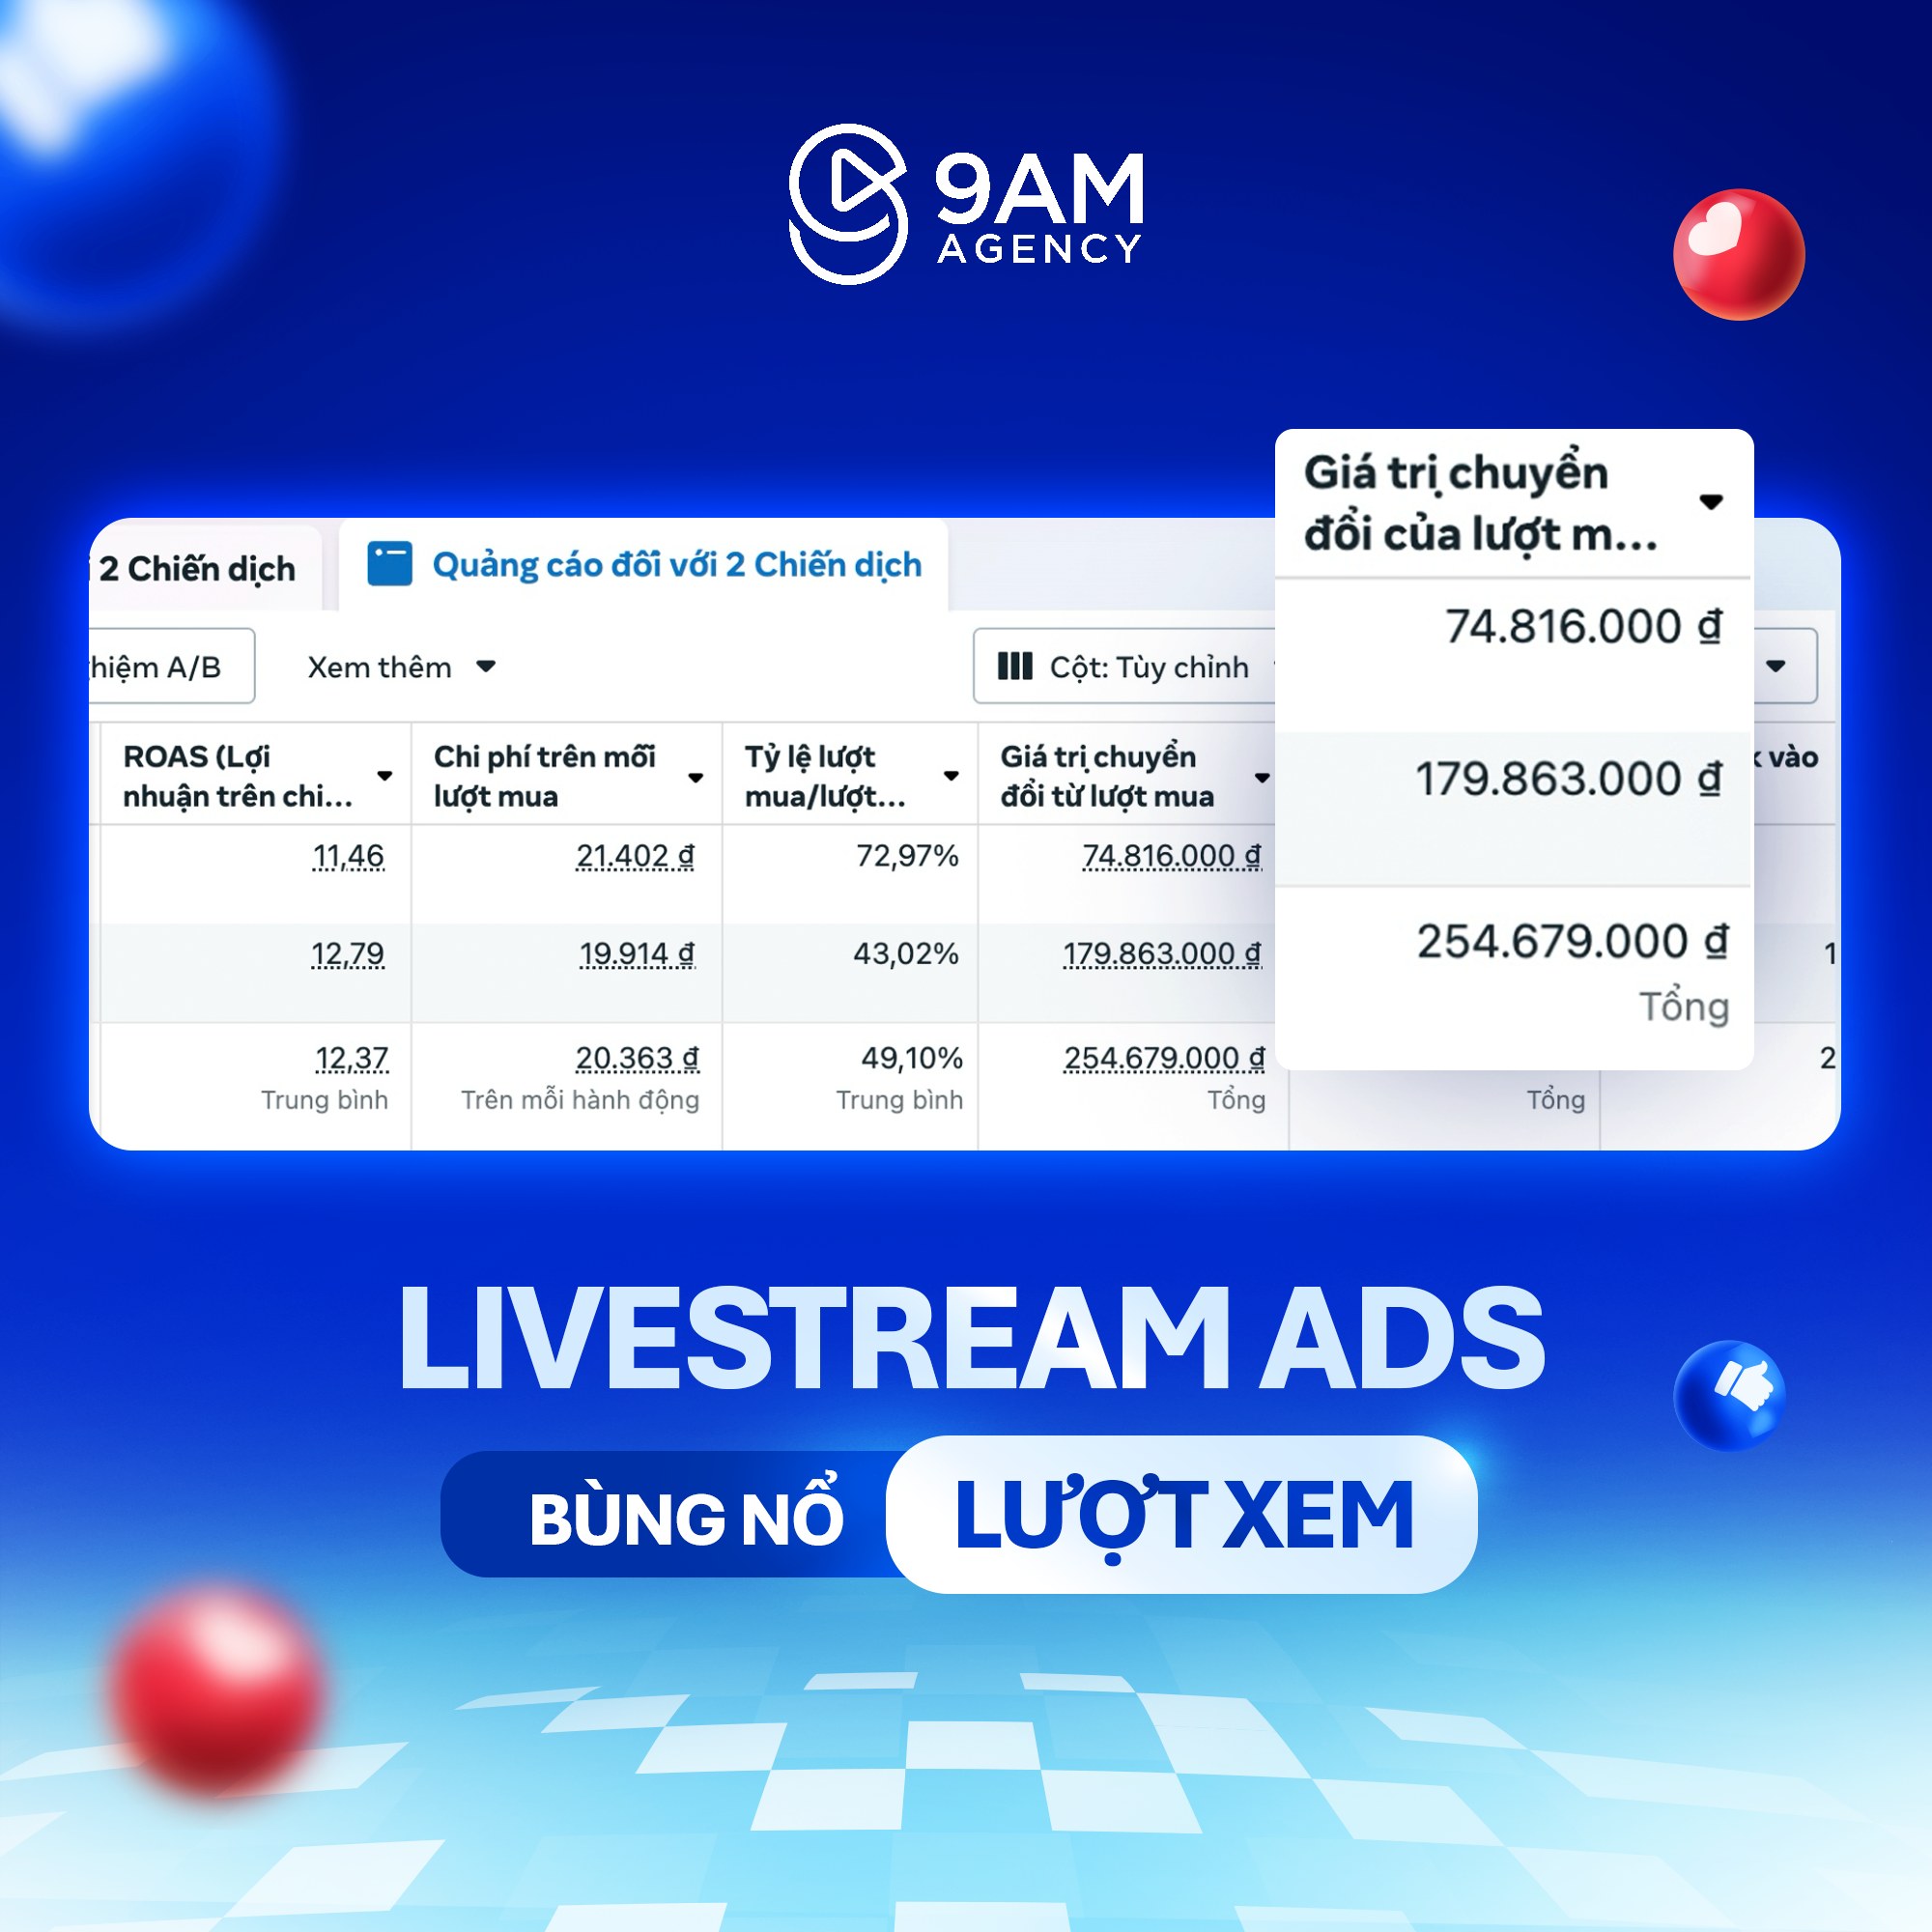 9AM
AGENCY
Giá trị chuyển
đổi của lượt m...
74.816.000 đ
179.863.000 đ
254.679.000 đ
Tổng
2 Chiến dịch
Quảng cáo đối với 2 Chiến dịch
hiệm A/B
Xem thêm
Cột: Tùy chỉnh
ROAS (Lợi
nhuận trên chi...
Chi phí trên mỗi
lượt mua
Tỷ lệ lượt
mua/lượt...
Giá trị chuyển
đổi từ lượt mua
vào
11,46
21.402 đ
72,97%
74.816.000 đ
12,79
19.914 đ
43,02%
179.863.000 đ
1
12,37
20.363 đ
49,10%
254.679.000 đ
2
Trung bình
Trên mỗi hành động
Trung bình
Tổng
Tổng
LIVESTREAM ADS
BÙNG NỔ
LƯỢT XEM